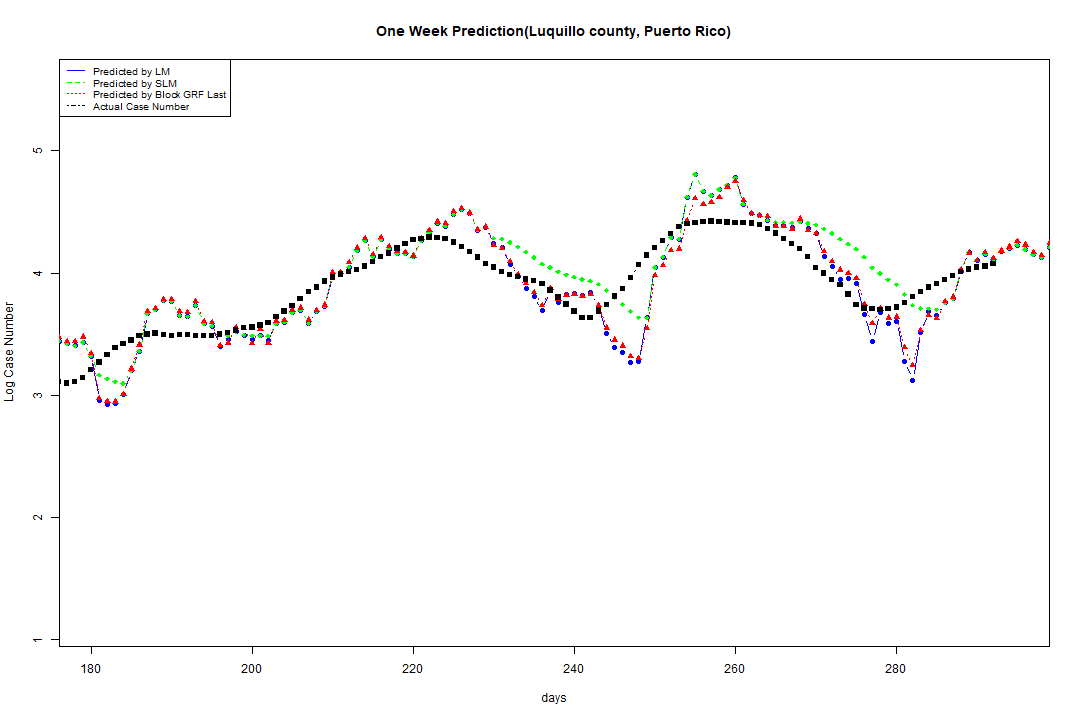 One Week Prediction(Luquillo county, Puerto Rico)
Predicted by LM
Predicted by SLM
Predicted by Block GRF Last
Actual Case Number
5
4
3
2
1
Log Case Number
180 200 220 240 260 280
days